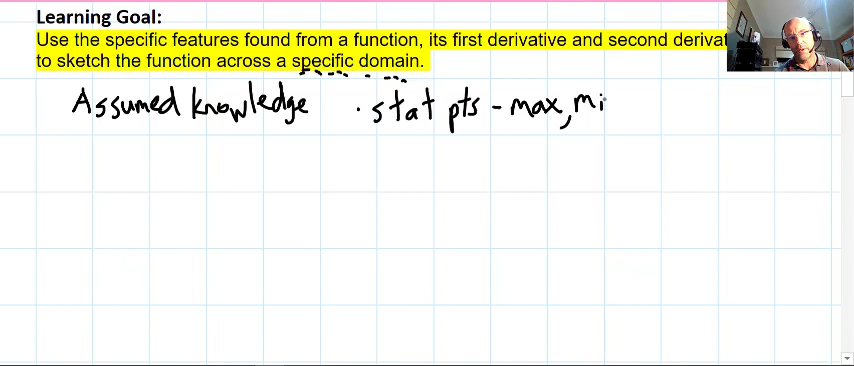 Learning Goal:
Use the specific features found from a function, its first derivative and second derivat
to sketch the function across a specific domain.
Assumed knowledge · stat pts - max, mi